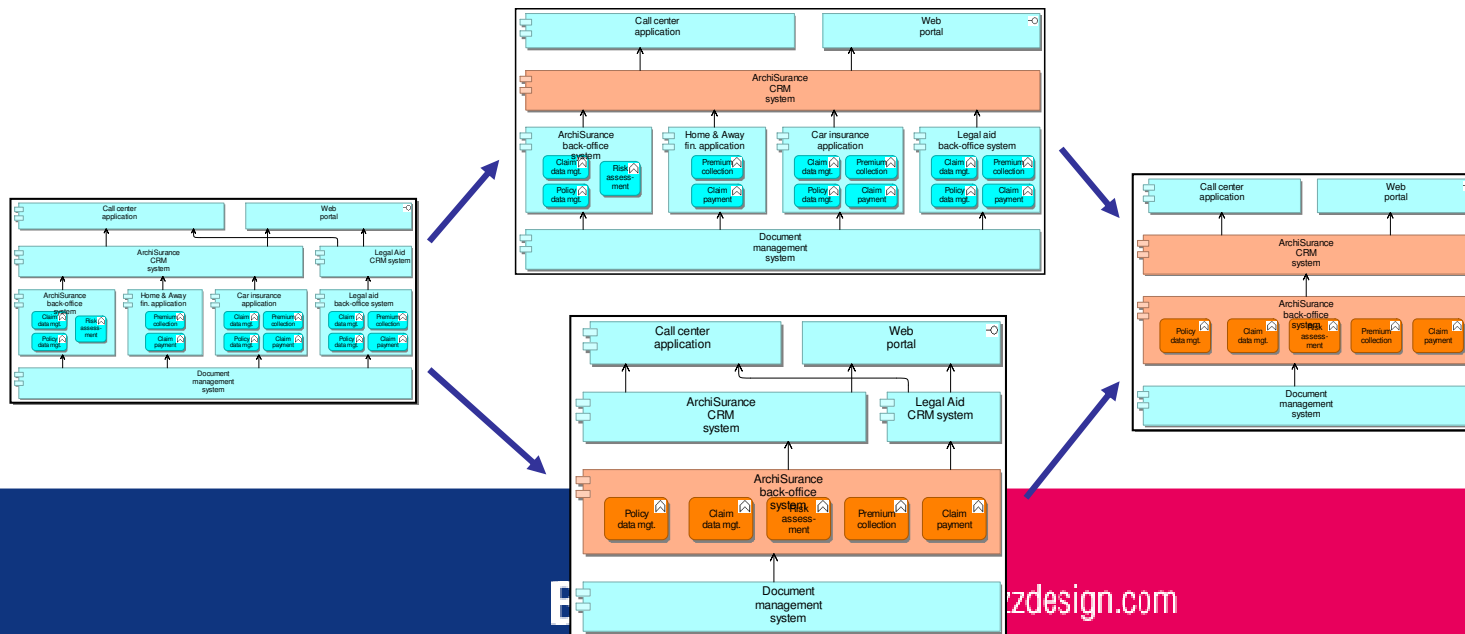 Call center
application
Web
portal
ArchiSurance
CRM
system
Legal Aid
CRM system
ArchiSurance
back-office
system
Claim
data mgt.
Risk
assess-
ment
Policy
data mgt.
Home & Away
fin. application
Premium
collection
Claim
payment
Car insurance
application
Claim
data mgt.
Premium
collection
Policy
data mgt.
Claim
payment
Legal aid
back-office system
Claim
data mgt.
Premium
collection
Policy
data mgt.
Claim
payment
Document
management
system
Call center
application
Web
portal
ArchiSurance
CRM
system
ArchiSurance
back-office
system
Claim
data mgt.
Risk
assess-
ment
Policy
data mgt.
Home & Away
fin. application
Premium
collection
Claim
payment
Car insurance
application
Claim
data mgt.
Premium
collection
Policy
data mgt.
Claim
payment
Legal aid
back-office system
Claim
data mgt.
Premium
collection
Policy
data mgt.
Claim
payment
Document
management
system
Call center
application
Web
portal
ArchiSurance
CRM
system
Legal Aid
CRM system
ArchiSurance
back-office
system
Policy
data mgt.
Claim
data mgt.
Risk
assess-
ment
Premium
collection
Claim
payment
Document
management
system
Call center
application
Web
portal
ArchiSurance
CRM
system
ArchiSurance
back-office
system
Policy
data mgt.
Claim
data mgt.
Risk
assess-
ment
Premium
collection
Claim
payment
Document
management
system
zzdesign.com